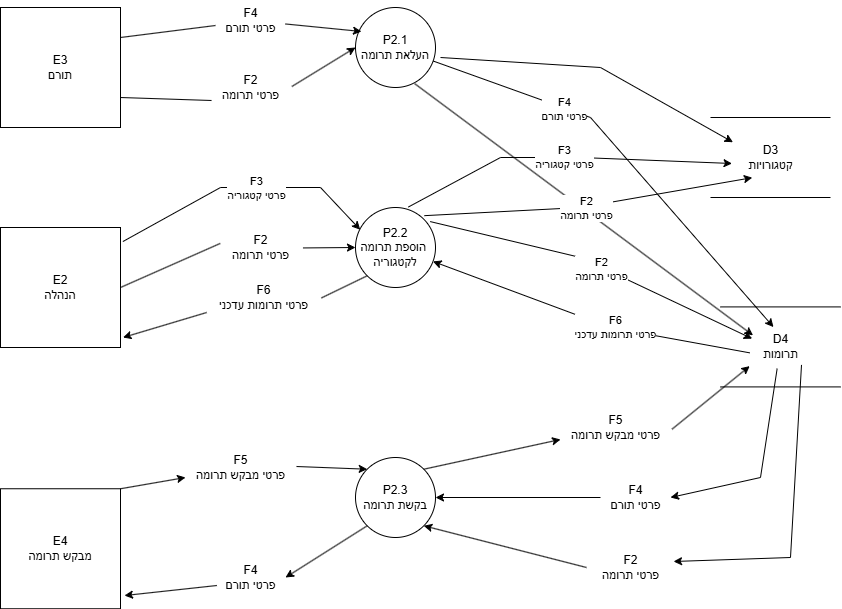 E3
תורם
F4
פרטי תורם
F2
פרטי תרומה
P2.1
העלאת תרומה
F4
פרטי תורם
D3
קטגורויות
F3
פרטי קטגוריה
F2
פרטי תרומה
E2
הנהלה
F3
פרטי קטגוריה
F2
פרטי תרומה
F6
פרטי תרומות עדכני
P2.2
הוספת תרומה
לקטגוריה
F2
פרטי תרומה
F6
פרטי תרומות עדכני
D4
תרומות
E4
מבקש תרומה
F5
פרטי מבקש תרומה
F4
פרטי תורם
P2.3
בקשת תרומה
F5
פרטי מבקש תרומה
F4
פרטי תורם
F2
פרטי תרומה